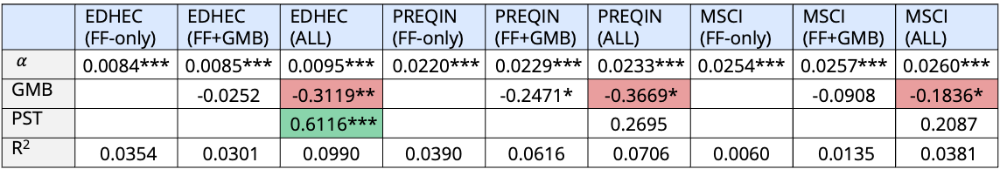 EDHEC (FF-only) EDHEC (FF+GMB) EDHEC (ALL) PREQIN (FF-only) PREQIN (FF+GMB) PREQIN (ALL) MSCI (FF-only) MSCI (FF+GMB) MSCI (ALL)
α 0.0084*** 0.0085*** 0.0095*** 0.0220*** 0.0229*** 0.0233*** 0.0254*** 0.0257*** 0.0260***
GMB -0.0252 -0.3119** -0.2471* -0.3669* -0.0908 -0.1836*
PST 0.6116*** 0.2695 0.2087
R² 0.0354 0.0301 0.0990 0.0390 0.0616 0.0706 0.0060 0.0135 0.0381